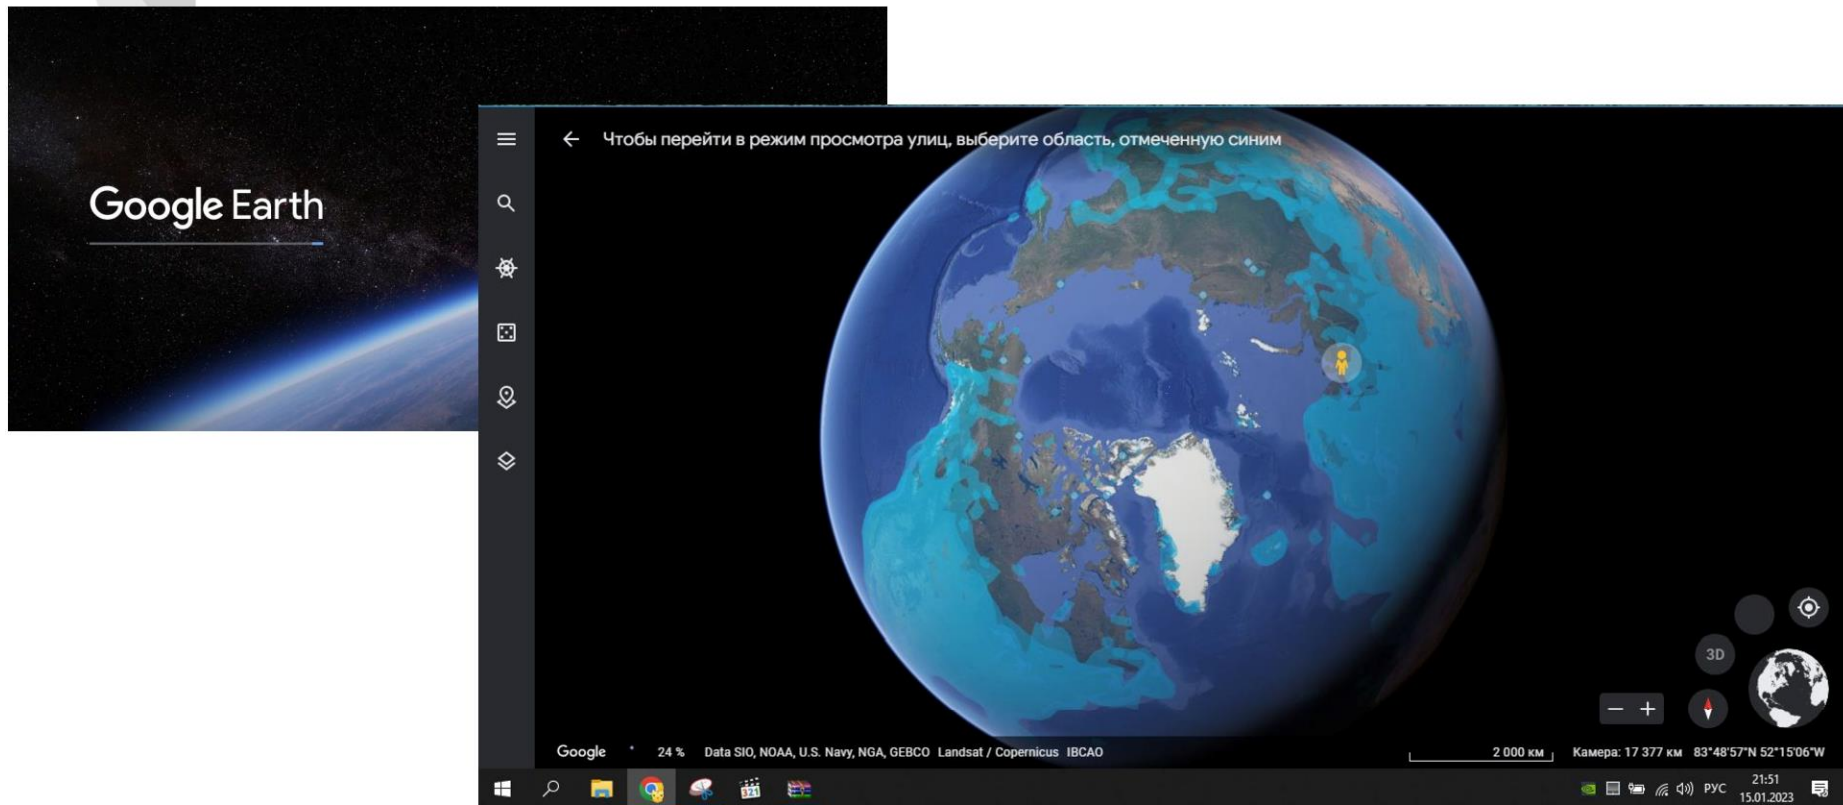 Google Earth
Чтобы перейти в режим просмотра улиц, выберите область, отмеченную синим
3D
Google 24 % Data SIO, NOAA, U.S. Navy, NGA, GEBCO Landsat / Copernicus IBCAO 2 000 км Камера: 17 377 км 83°48'57"N 52°15'06"W
321
РУС
21:51
15.01.2023